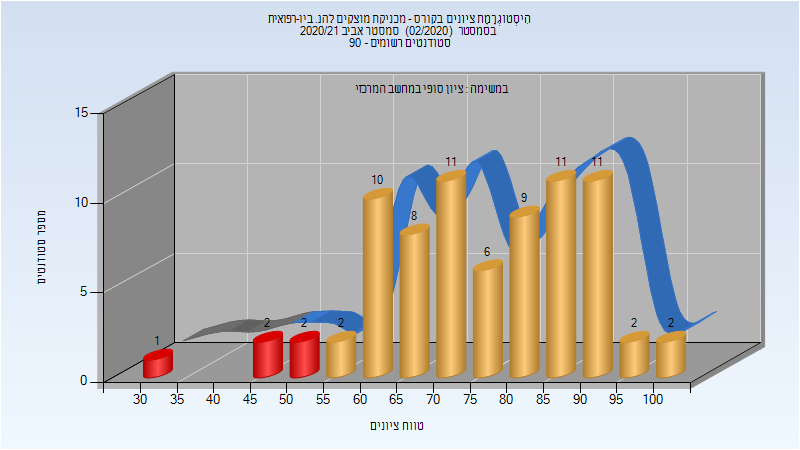 הִיסְטוֹגְרָמַת ציונים בקורס - מכניקת מוצקים להנ. ביו-רפואית
בסמסטר (02/2020) סמסטר אביב 2020/21
סטודנטים רשומים - 90
במשימה : ציון סופי במחשב המרכזי
מספר סטודנטים
15
10
5
0
1
2
2
2
10
8
11
6
9
11
11
2
2
30 35 40 45 50 55 60 65 70 75 80 85 90 95 100
טווח ציונים